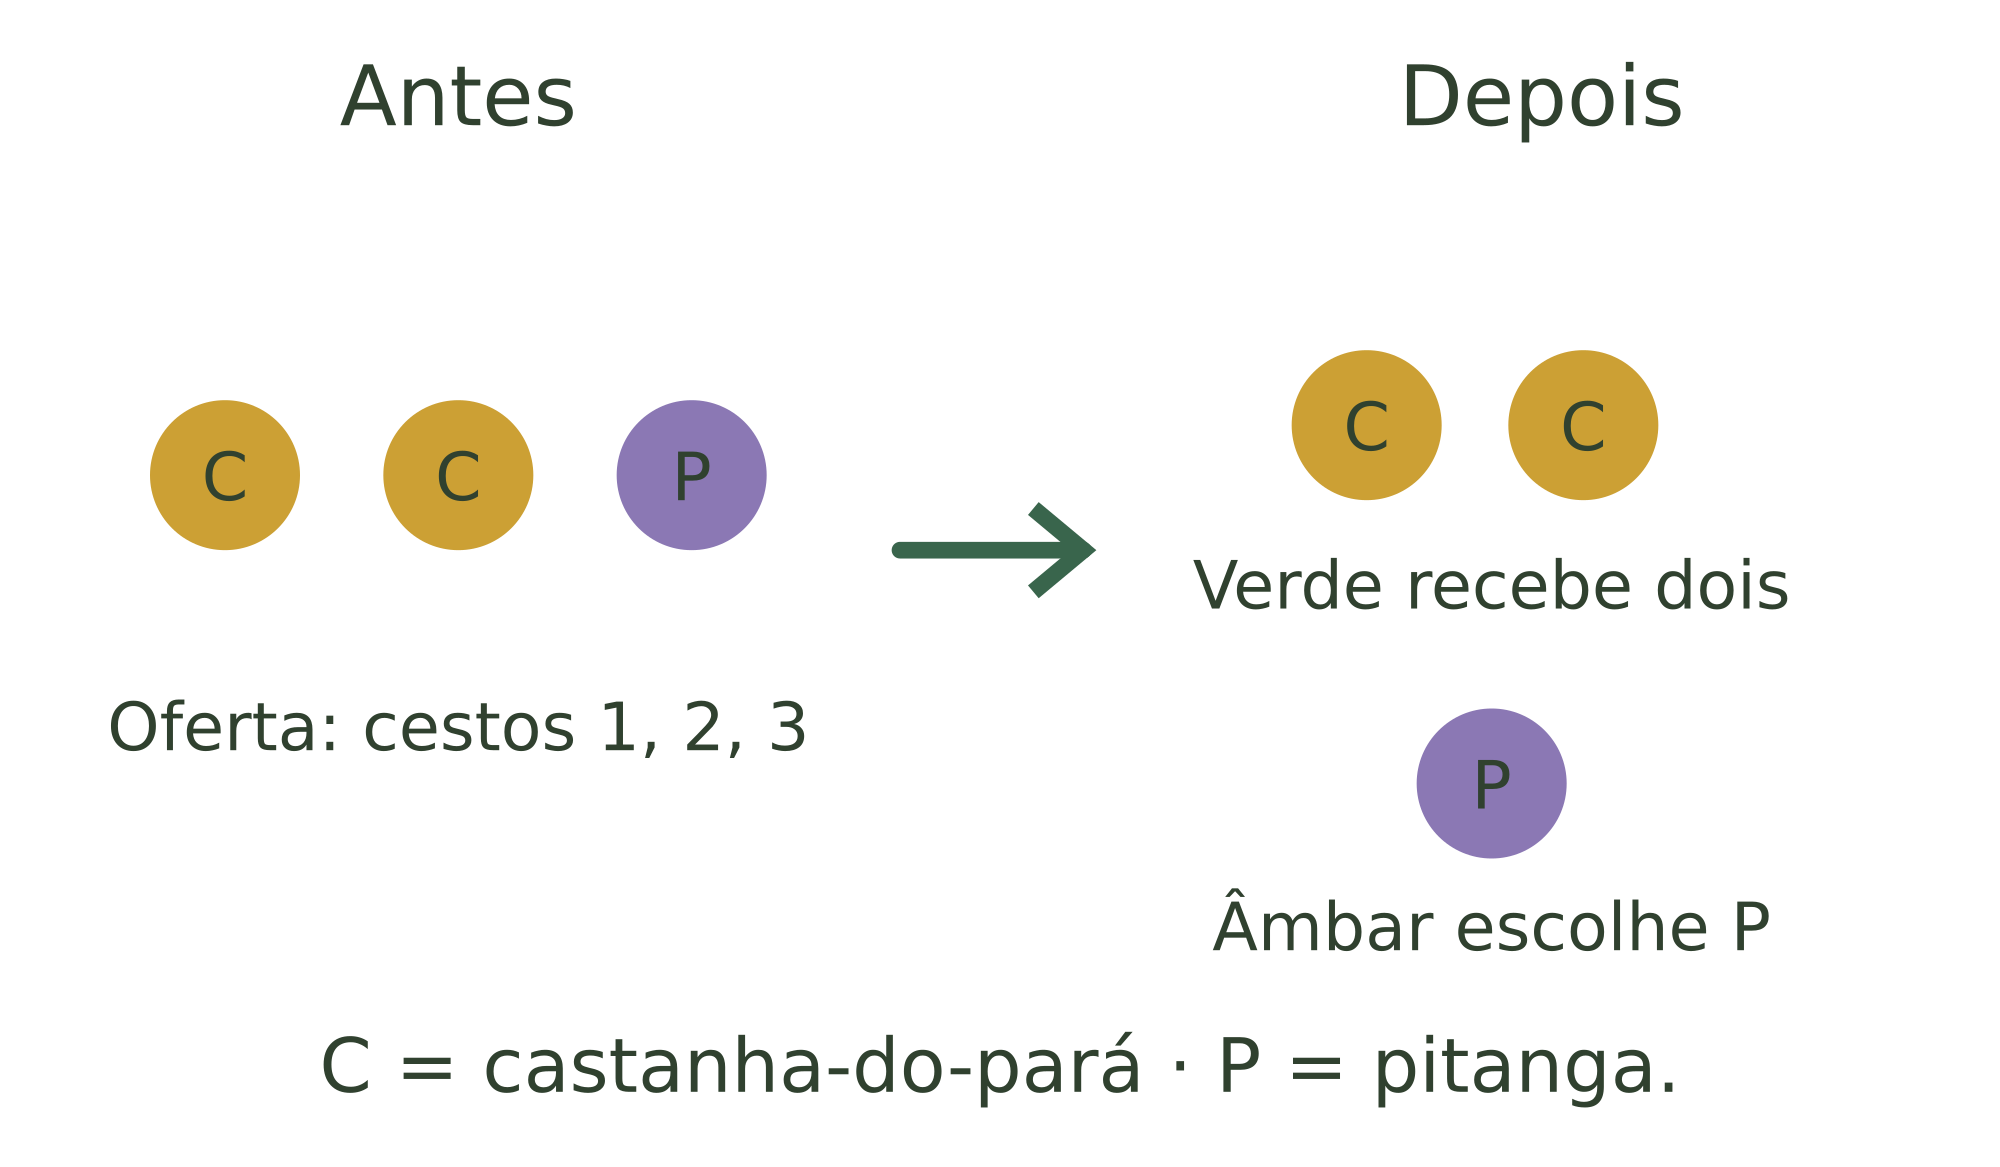 Antes
Depois
C C P
C C
Verde recebe dois
Oferta: cestos 1, 2, 3
P
Âmbar escolhe P
C = castanha-do-pará · P = pitanga.